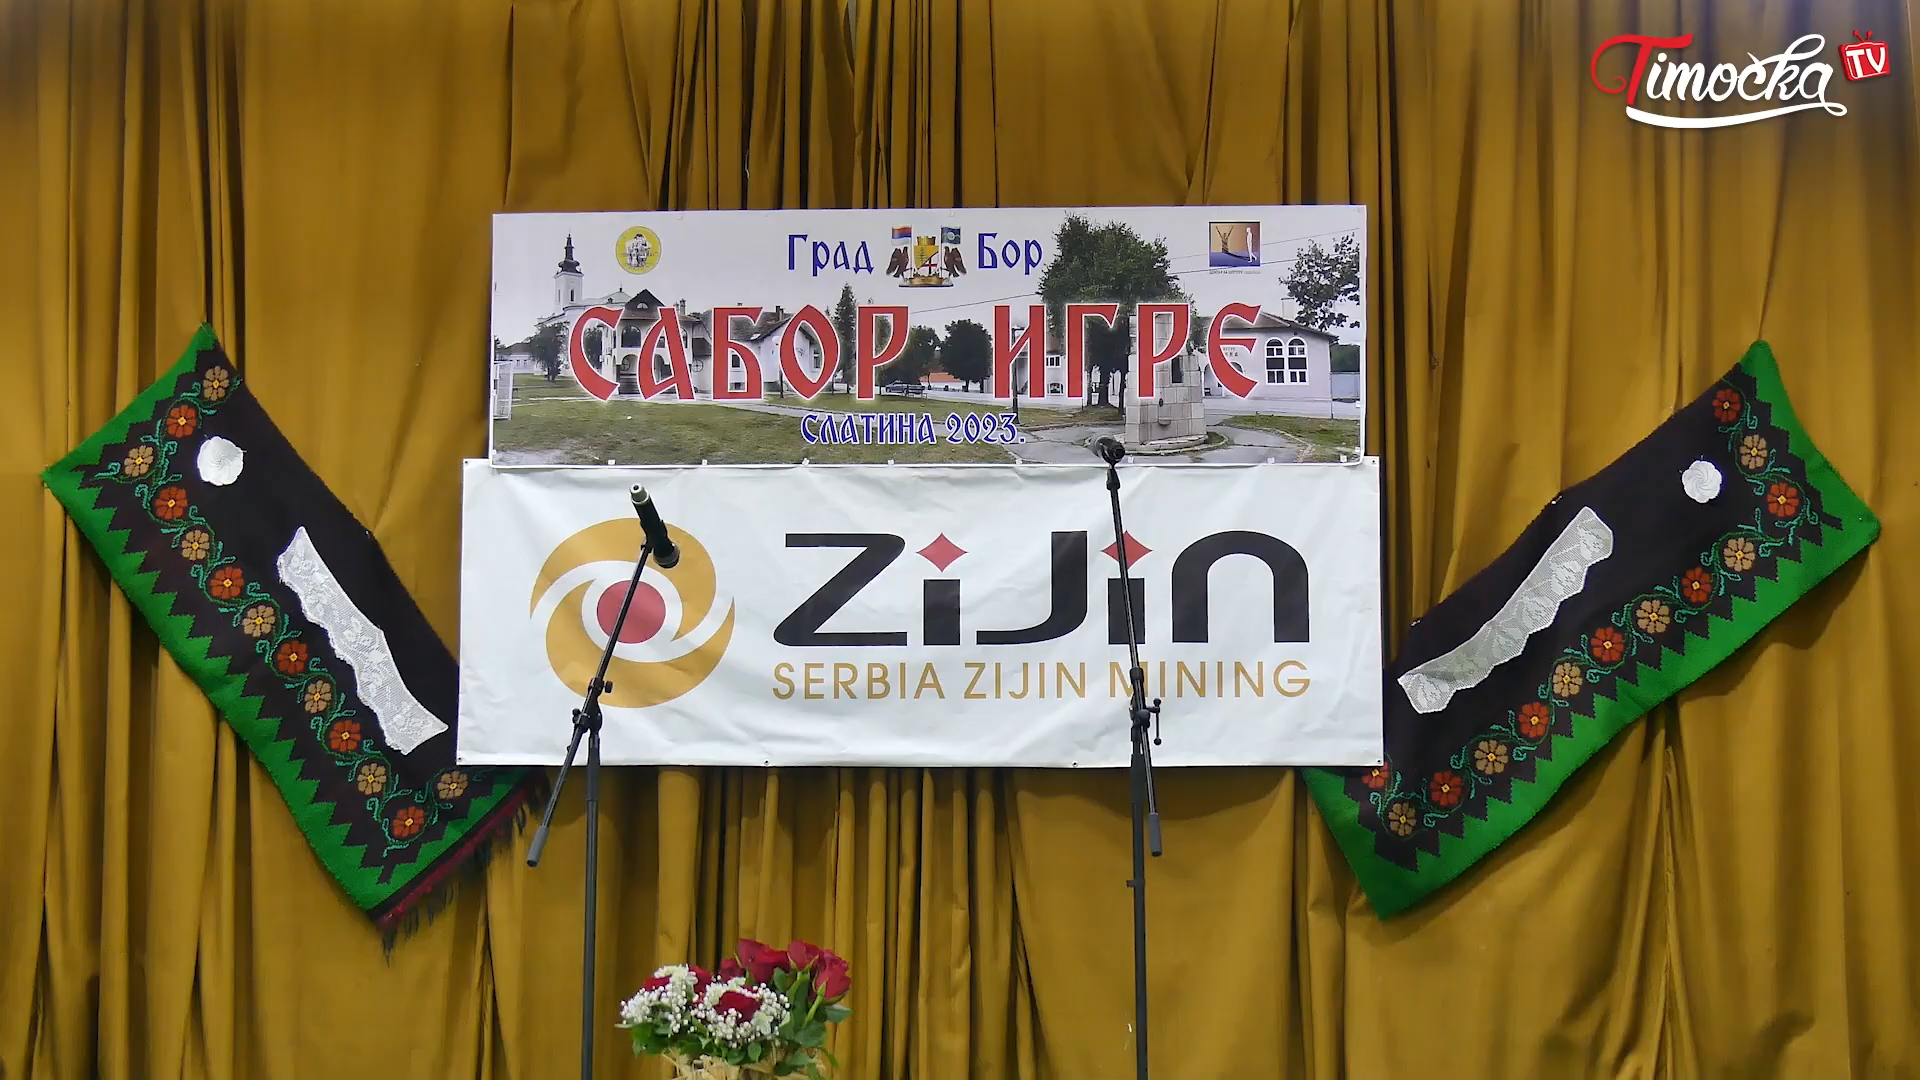 Timočka TV
Град Бор
САБОР ИГРЕ
СЛАТИНА 2023.
ZiJin
SERBIA ZIJIN MINING